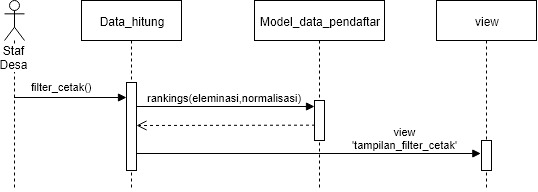 Data_hitung
Model_data_pendaftar
view
Staf
Desa
filter_cetak()
rankings(eleminasi,normalisasi)
view
'tampilan_filter_cetak'